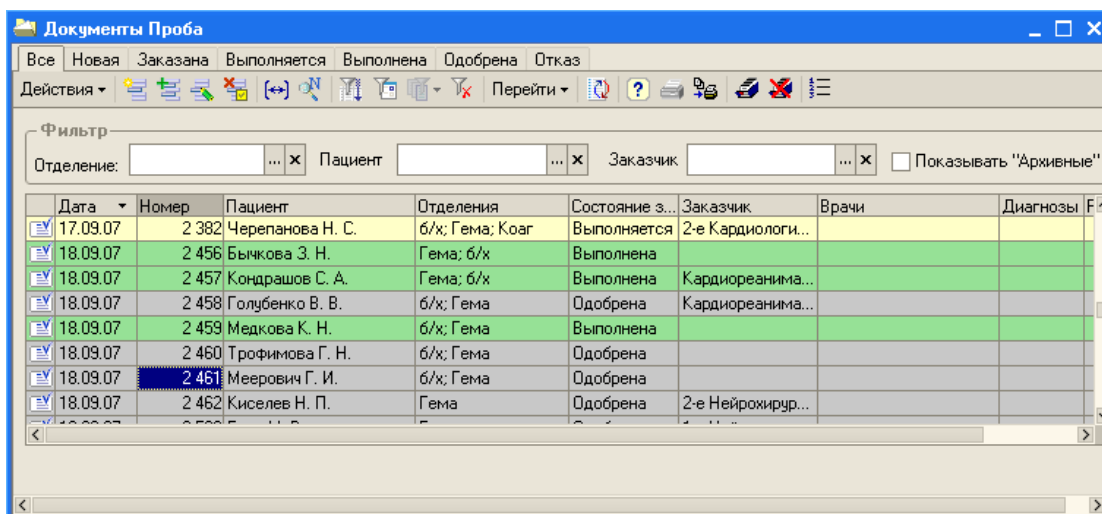 Документы Проба
Все Новая Заказана Выполняется Выполнена Одобрена Отказ
Действия Перейти
Фильтр
Отделение: ... x Пациент ... x Заказчик ... x Показывать "Архивные"
Дата Номер Пациент Отделения Состояние з... Заказчик Врачи Диагнозы
17.09.07 2 382 Черепанова Н. С. б/х; Гема; Коаг Выполняется 2-е Кардиологи...
18.09.07 2 456 Бычкова З. Н. Гема; б/х Выполнена
18.09.07 2 457 Кондрашов С. А. Гема; б/х Выполнена Кардиореанима...
18.09.07 2 458 Голубенко В. В. б/х; Гема Одобрена Кардиореанима...
18.09.07 2 459 Медкова К. Н. б/х; Гема Выполнена
18.09.07 2 460 Трофимова Г. Н. б/х; Гема Одобрена
18.09.07 2 461 Меерович Г. И. б/х; Гема Одобрена
18.09.07 2 462 Киселев Н. П. Гема Одобрена 2-е Нейрохирур...